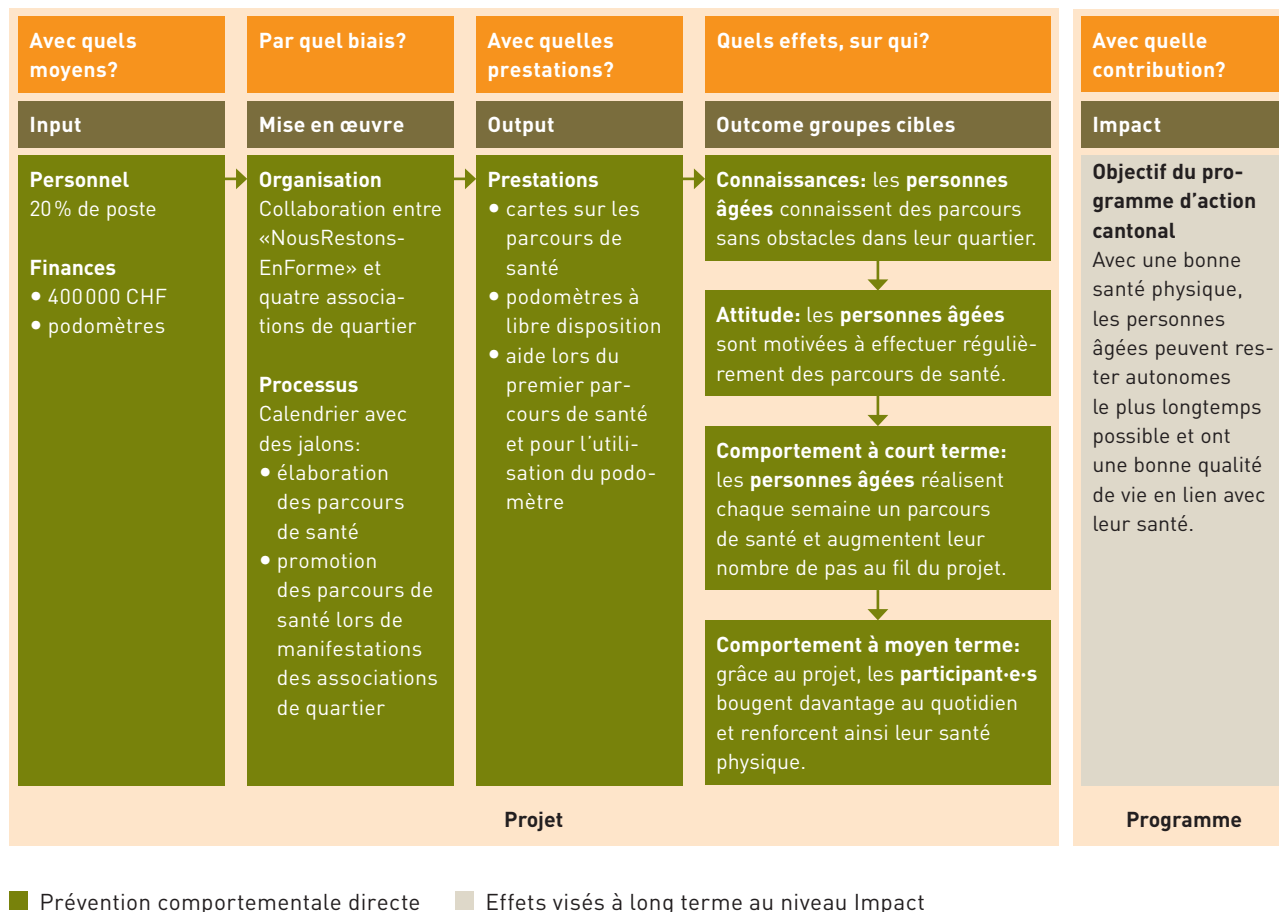 Avec quels
moyens?
Par quel biais?
Avec quelles
prestations?
Quels effets, sur qui?
Avec quelle
contribution?
Input
Mise en œuvre
Output
Outcome groupes cibles
Impact
Personnel
20% de poste
Finances
• 400 000 CHF
• podomètres
Organisation
Collaboration entre
«NousRestons-
EnForme» et
quatre associa-
tions de quartier
Processus
Calendrier avec
des jalons:
• élaboration
des parcours
de santé
• promotion
des parcours de
santé lors de
manifestations
des associations
de quartier
Prestations
• cartes sur les
parcours de
santé
• podomètres à
libre disposition
• aide lors du
premier par-
cours de santé
et pour l'utili-
sation du podo-
mètre
Connaissances: les personnes
âgées connaissent des parcours
sans obstacles dans leur quartier.
Attitude: les personnes âgées
sont motivées à effectuer réguliè-
rement des parcours de santé.
Comportement à court terme:
les personnes âgées réalisent
chaque semaine un parcours
de santé et augmentent leur
nombre de pas au fil du projet.
Comportement à moyen terme:
grâce au projet, les participant·e·s
bougent davantage au quotidien
et renforcent ainsi leur santé
physique.
Objectif du pro-
gramme d'action
cantonal
Avec une bonne
santé physique,
les personnes
âgées peuvent res-
ter autonomes
le plus longtemps
possible et ont
une bonne qualité
de vie en lien avec
leur santé.
Projet
Programme
Prévention comportementale directe
Effets visés à long terme au niveau Impact